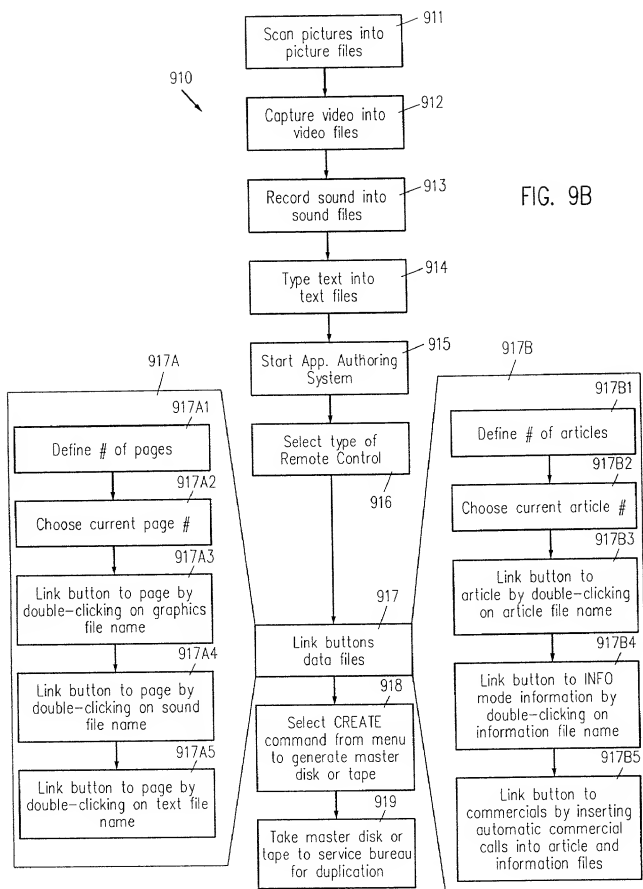 911
Scan pictures into
picture files
910
912
Capture video into
video files
913
Record sound into
sound files
FIG. 9B
914
Type text into
text files
915
Start App. Authoring
System
Select type of
Remote Control
916
917
Link buttons
data files
918
Select CREATE
command from menu
to generate master
disk or tape
919
Take master disk or
tape to service bureau
for duplication
917A
917A1
Define # of pages
917A2
Choose current page #
917A3
Link button to page by
double-clicking on graphics
file name
917A4
Link button to page by
double-clicking on sound
file name
917A5
Link button to page by
double-clicking on text file
name
917B
917B1
Define # of articles
917B2
Choose current article #
917B3
Link button to
article by double-clicking
on article file name
917B4
Link button to INFO
mode information by
double-clicking on
information file name
917B5
Link button to
commercials by inserting
automatic commercial
calls into article and
information files